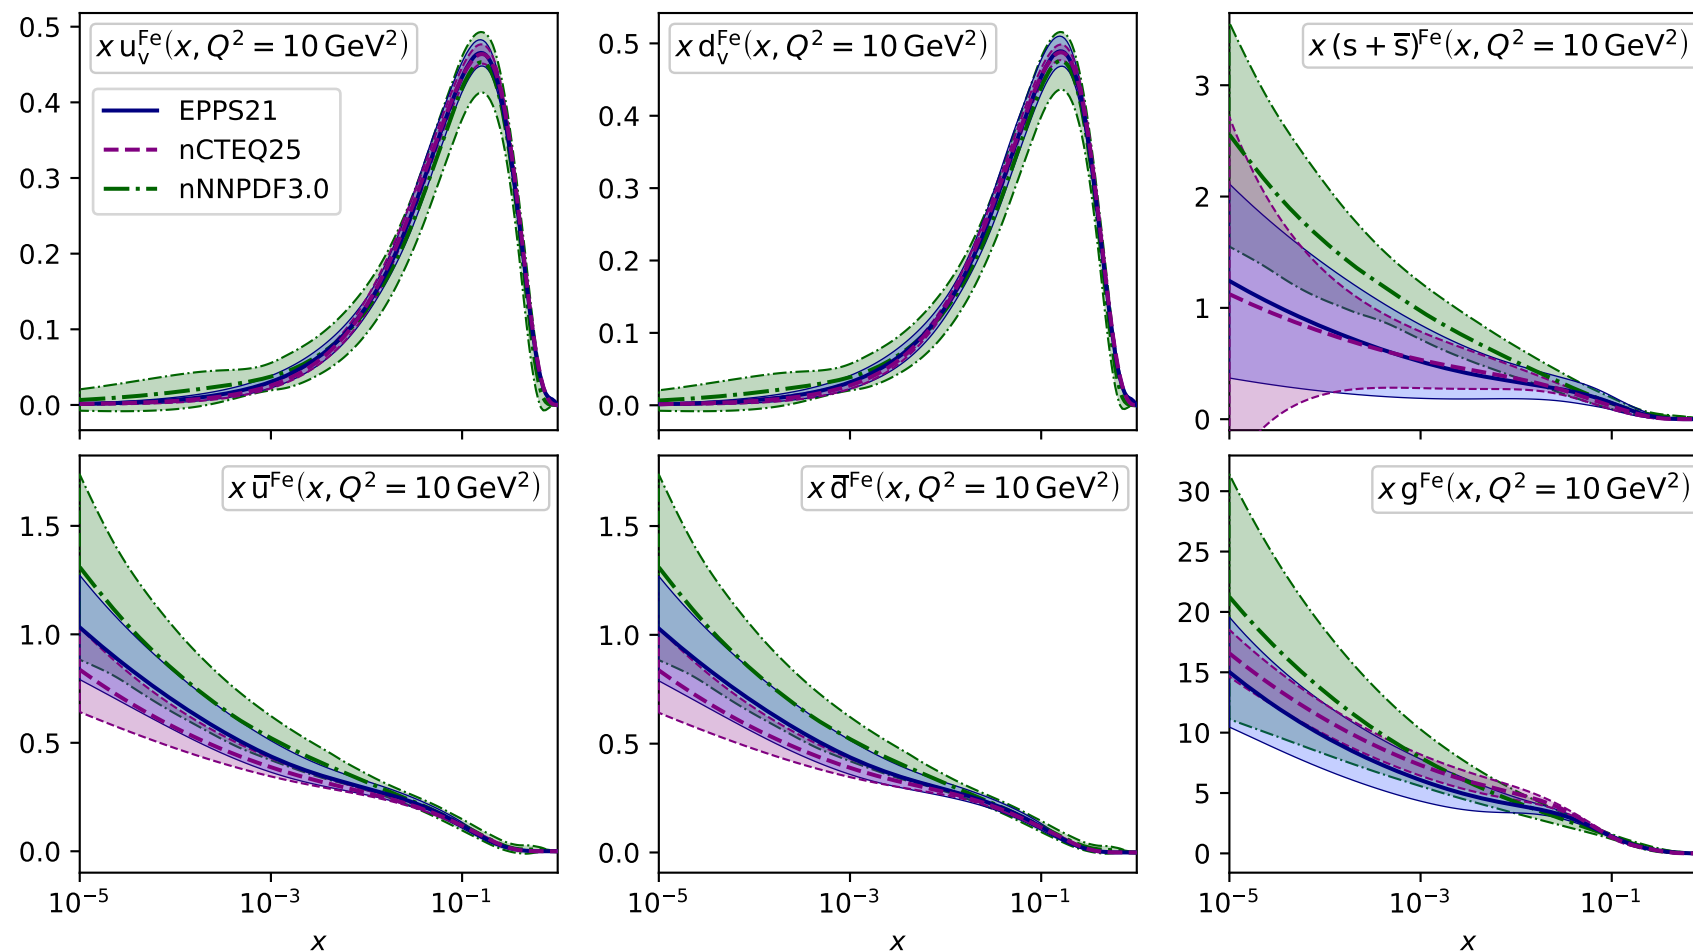 x u_v^Fe(x, Q² = 10 GeV²)
EPPS21
nCTEQ25
nNNPDF3.0
0.5
0.4
0.3
0.2
0.1
0.0
x d_v^Fe(x, Q² = 10 GeV²)
0.5
0.4
0.3
0.2
0.1
0.0
x (s + s̅)^Fe(x, Q² = 10 GeV²)
3
2
1
0
x u̅^Fe(x, Q² = 10 GeV²)
1.5
1.0
0.5
0.0
10⁻⁵ 10⁻³ 10⁻¹
x
x d̅^Fe(x, Q² = 10 GeV²)
1.5
1.0
0.5
0.0
10⁻⁵ 10⁻³ 10⁻¹
x
x g^Fe(x, Q² = 10 GeV²)
30
25
20
15
10
5
0
10⁻⁵ 10⁻³ 10⁻¹
x